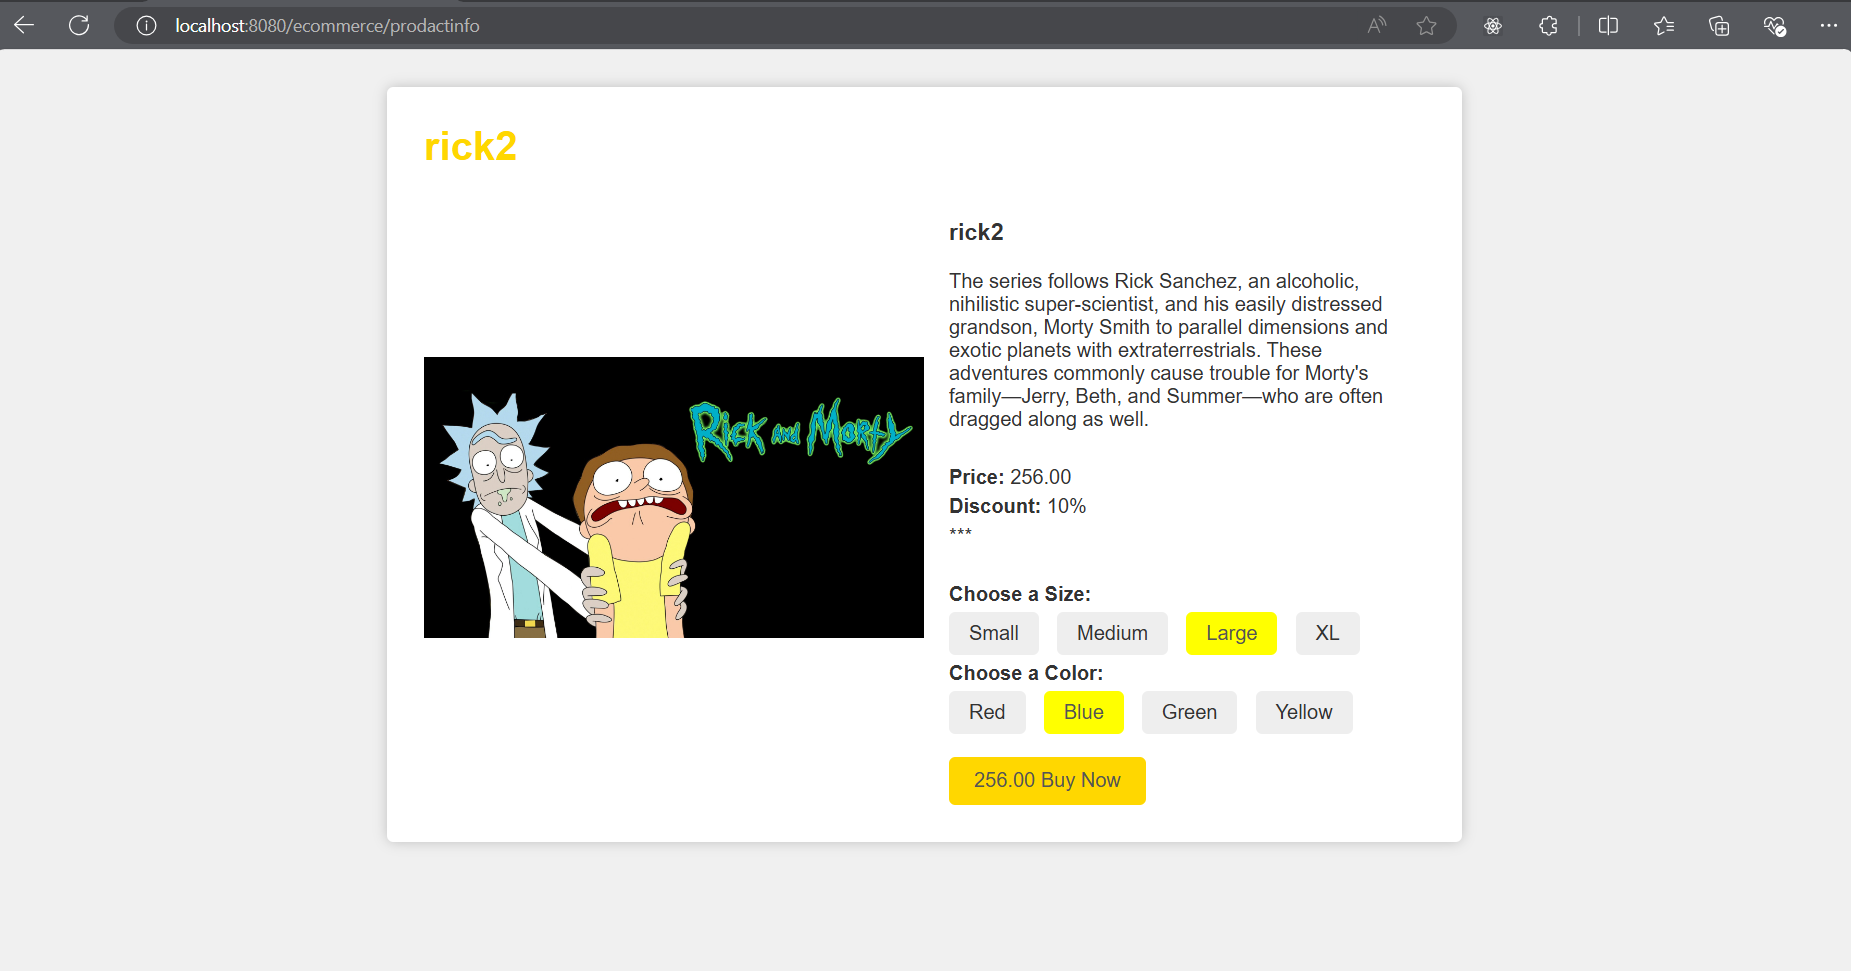 localhost:8080/ecommerce/prodactinfo
rick2
Rick and Morty
rick2
The series follows Rick Sanchez, an alcoholic,
nihilistic super-scientist, and his easily distressed
grandson, Morty Smith to parallel dimensions and
exotic planets with extraterrestrials. These
adventures commonly cause trouble for Morty's
family—Jerry, Beth, and Summer—who are often
dragged along as well.
Price: 256.00
Discount: 10%
***
Choose a Size:
Small Medium Large XL
Choose a Color:
Red Blue Green Yellow
256.00 Buy Now